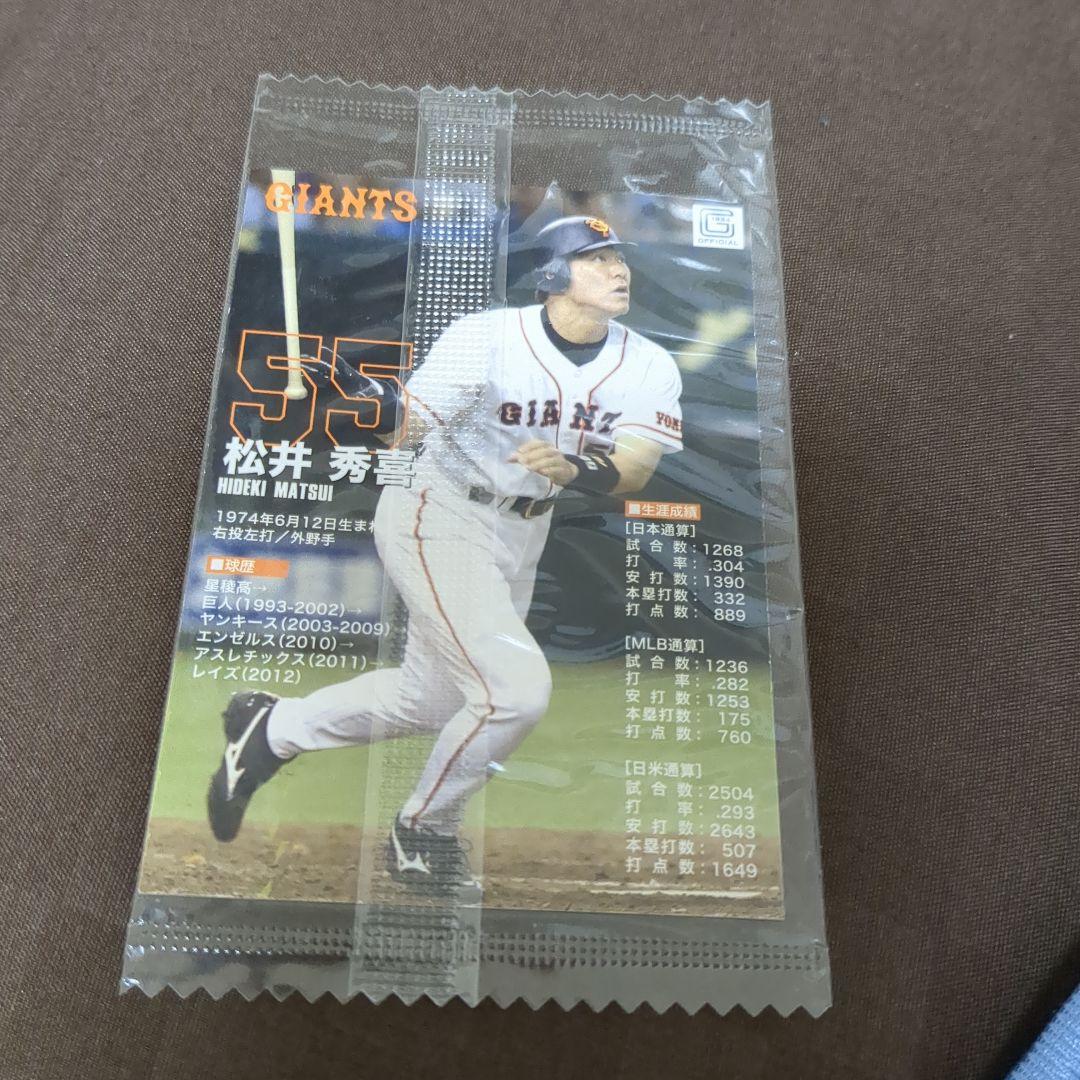 GIANTS
1934
OFFICIAL
55
松井 秀喜
HIDEKI MATSUI
1974年6月12日生まれ
右投左打/外野手
■球歴
星稜高→
巨人(1993-2002)→
ヤンキース(2003-2009)
エンゼルス(2010)→
アスレチックス(2011)→
レイズ(2012)
GIANT
5
YOMI
■生涯成績
[日本通算]
試合数:1268
打率:.304
安打数:1390
本塁打数:332
打点数:889
[MLB通算]
試合数:1236
打率:.282
安打数:1253
本塁打数:175
打点数:760
[日米通算]
試合数:2504
打率:.293
安打数:2643
本塁打数:507
打点数:1649